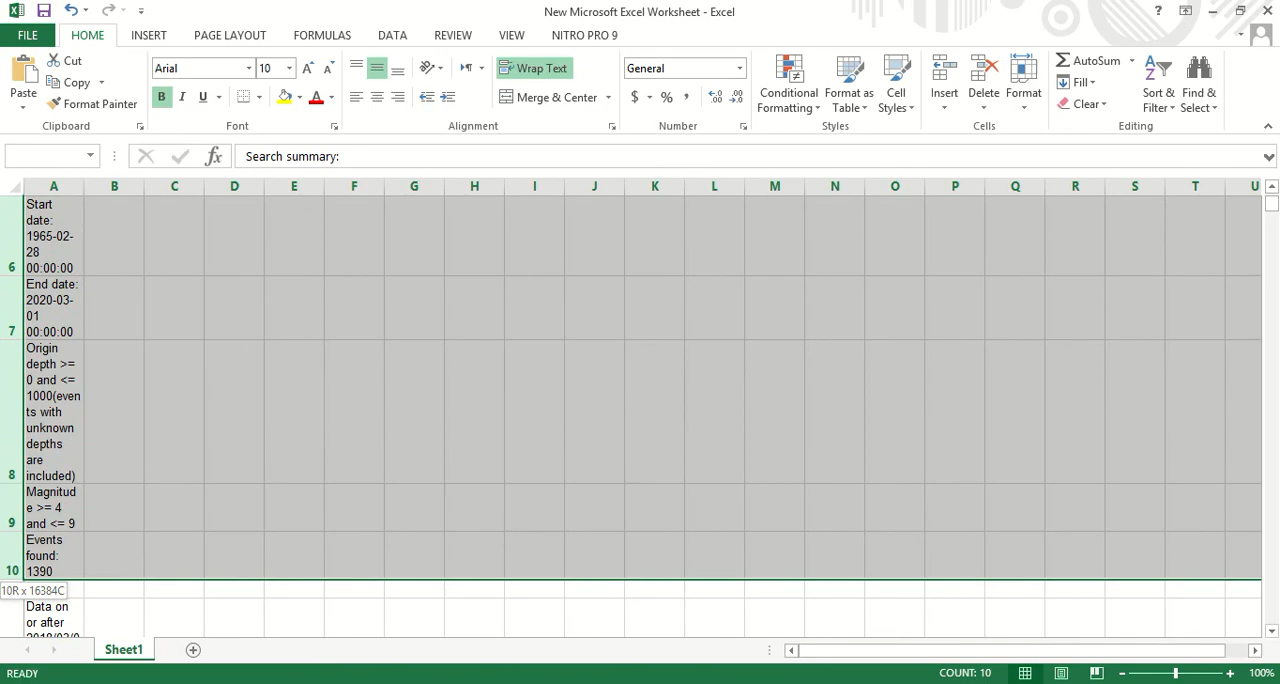 New Microsoft Excel Worksheet - Excel
FILE HOME INSERT PAGE LAYOUT FORMULAS DATA REVIEW VIEW NITRO PRO 9
Paste
Cut
Copy
Format Painter
Clipboard
Arial 10
B I U
Font
Wrap Text
Merge & Center
Alignment
General
$ % ,
Number
Conditional Formatting
Format as Table
Cell Styles
Styles
Insert
Delete
Format
Cells
AutoSum
Fill
Clear
Sort & Filter
Find & Select
Editing
fx Search summary:
A B C D E F G H I J K L M N O P Q R S T U
Start
date:
1965-02-
28
6 00:00:00
End date:
2020-03-
01
7 00:00:00
Origin
depth >=
0 and <=
1000(even
ts with
unknown
depths
are
8 included)
Magnitud
e >= 4
9 and <= 9
Events
found:
10 1390
10R x 16384C
Data on
or after
Sheet1
READY COUNT: 10 100%